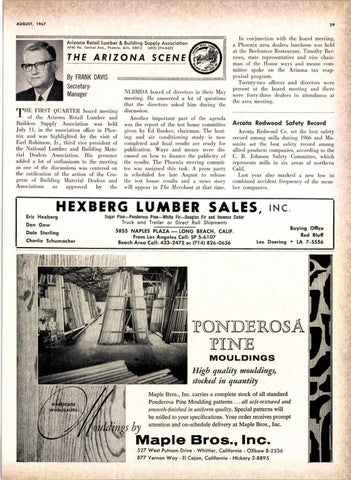 AUGUST, 1967
39
Arizona Retail Lumber & Building Supply Association
THE ARIZONA SCENE
By FRANK DAVIS
Secretary-
Manager
THE FIRST QUARTER board meeting
of the Arizona Retail Lumber and
Builders Supply Association was held
July 11, in the association office in Phoe-
nix and was highlighted by the visit of
Earl Robinson, Jr., third vice president of
the National Lumber and Building Mate-
rial Dealers Association. His presence
added a lot of enthusiasm to the meeting
as one of the discussions was centered on
the ratification of the action of the Con-
gress of Building Material Dealers and
Associations as approved by the
NLBMDA board of directors in their May
meeting. He answered a lot of questions
that the directors asked him during the
discussion.
Another important part of the agenda
was the report of the test house committee
given by Ed Banker, chairman. The heat-
ing and air conditioning study is now
completed and final results are ready for
publication. Ways and means were dis-
cussed on how to finance the publicity of
the results. The Phoenix meeting commit-
tee was assigned this task. A press party
is scheduled for late August to release
the test house results and a news story
will appear in The Merchant at that time.
In conjunction with the board meeting,
a Phoenix area dealers luncheon was held
at the Beefeaters Restaurant. Timothy Bar-
rows, state representative and vice chair-
man of the House ways and means com-
mittee spoke on the Arizona tax reap-
praisal program.
Twenty-two officers and directors were
present at the board meeting and there
were forty-three dealers in attendance at
the area meeting.
Arcata Redwood Safety Record
Arcata Redwood Co. set the best safety
record among mills during 1966 and Ma-
sonite set the best safety record among
allied products companies, according to the
C. R. Johnson Safety Committee, which
represents mills in six areas of northern
Calif.
Last year also marked a new low in
combined accident frequency of the mem-
ber companies.
HEXBERG LUMBER SALES, INC.
Sugar Pine—Ponderosa Pine—White Fir—Douglas Fir and Incense Cedar
Truck and Trailer or Direct Rail Shipments
Eric Hexberg
Don Gow
Dale Starling
Charlie Schumacher
5855 NAPLES PLAZA — LONG BEACH, CALIF.
From Los Angeles Call: SP 5-6107
Beach Area Call: 433-2472 or (714) 826-0636
Buying Office
Red Bluff
Lou Deering • LA 7-5556
PONDEROSA
PINE
MOULDINGS
High quality mouldings,
stocked in quantity
Maple Bros., Inc. carries a complete stock of all standard
Ponderosa Pine Moulding patterns . . . all soft-textured and
smooth-finished in uniform quality. Special patterns will
be milled to your specifications. Your order receives prompt
attention and on-schedule delivery at Maple Bros., Inc.
WAREHOUSE
WHOLESALERS
Mouldings by
Maple Bros., Inc.
527 West Putnam Drive - Whittier, California - OXbow 8-2536
877 Vernon Way - El Cajon, California - HIckory 2-8895